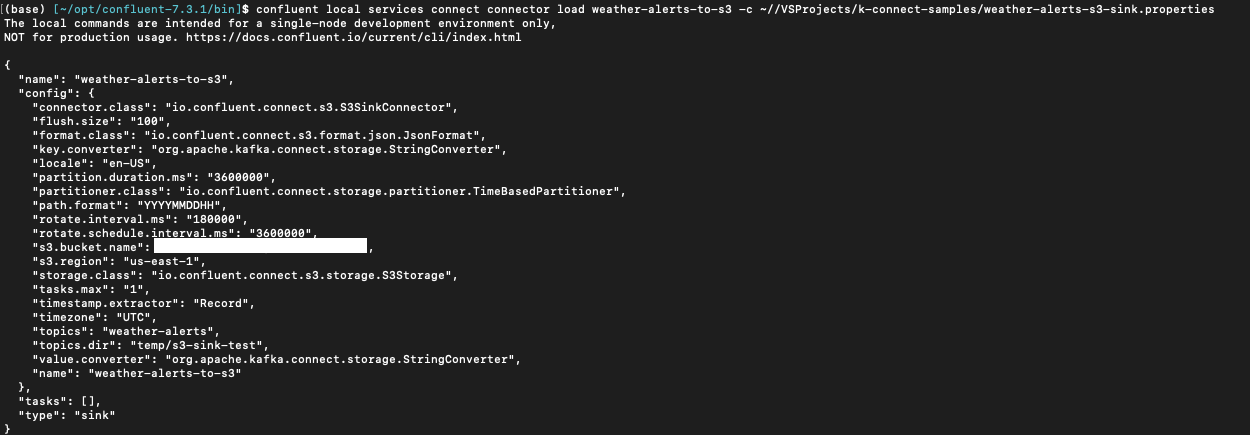 (base) [~/opt/confluent-7.3.1/bin]$ confluent local services connect connector load weather-alerts-to-s3 -c ~//VSProjects/k-connect-samples/weather-alerts-s3-sink.properties
The local commands are intended for a single-node development environment only,
NOT for production usage. https://docs.confluent.io/current/cli/index.html

{
  "name": "weather-alerts-to-s3",
  "config": {
    "connector.class": "io.confluent.connect.s3.S3SinkConnector",
    "flush.size": "100",
    "format.class": "io.confluent.connect.s3.format.json.JsonFormat",
    "key.converter": "org.apache.kafka.connect.storage.StringConverter",
    "locale": "en-US",
    "partition.duration.ms": "3600000",
    "partitioner.class": "io.confluent.connect.storage.partitioner.TimeBasedPartitioner",
    "path.format": "YYYYMMDDHH",
    "rotate.interval.ms": "180000",
    "rotate.schedule.interval.ms": "3600000",
    "s3.bucket.name": ,
    "s3.region": "us-east-1",
    "storage.class": "io.confluent.connect.s3.storage.S3Storage",
    "tasks.max": "1",
    "timestamp.extractor": "Record",
    "timezone": "UTC",
    "topics": "weather-alerts",
    "topics.dir": "temp/s3-sink-test",
    "value.converter": "org.apache.kafka.connect.storage.StringConverter",
    "name": "weather-alerts-to-s3"
  },
  "tasks": [],
  "type": "sink"
}